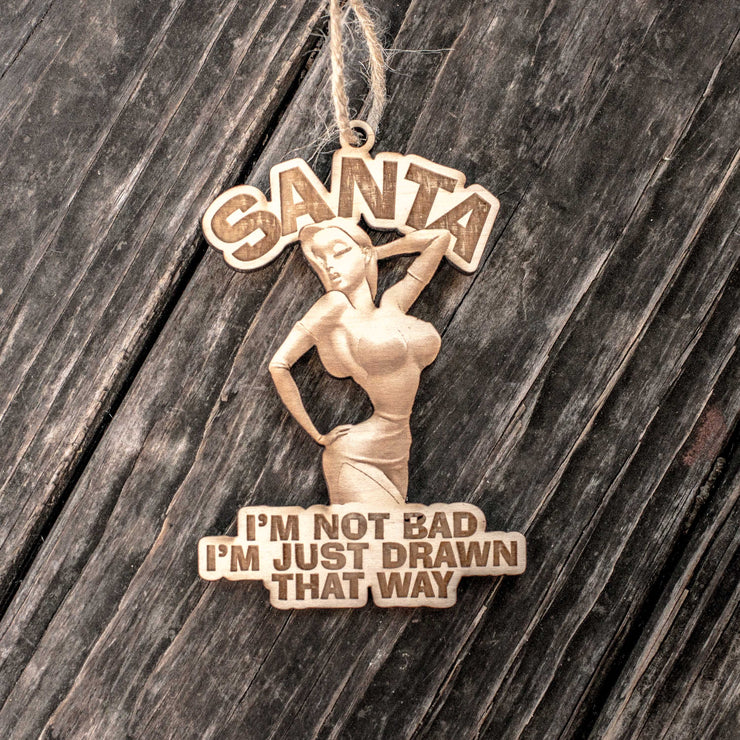 SANTA
I'M NOT BAD
I'M JUST DRAWN
THAT WAY